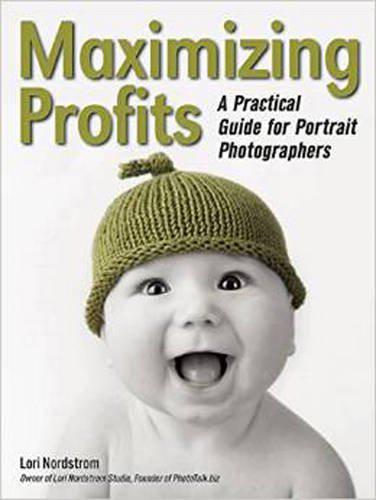 Maximizing
Profits
A Practical
Guide for Portrait
Photographers
Lori Nordstrom
Owner of Lori Nordstrom Studio, Founder of PhotoTalk.biz